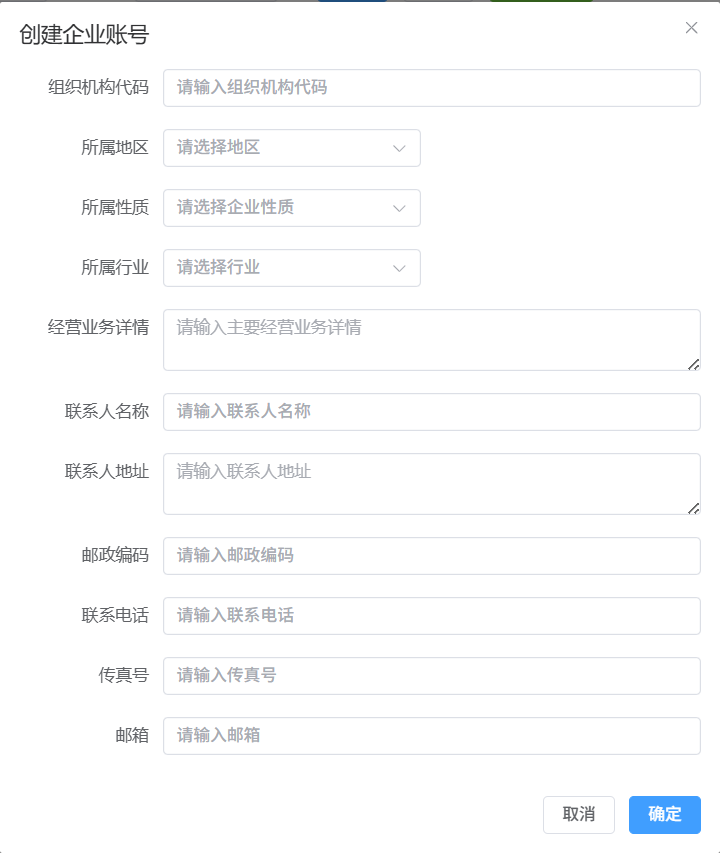 创建企业账号
组织机构代码 请输入组织机构代码
所属地区 请选择地区
所属性质 请选择企业性质
所属行业 请选择行业
经营业务详情 请输入主要经营业务详情
联系人名称 请输入联系人名称
联系人地址 请输入联系人地址
邮政编码 请输入邮政编码
联系电话 请输入联系电话
传真号 请输入传真号
邮箱 请输入邮箱
取消 确定